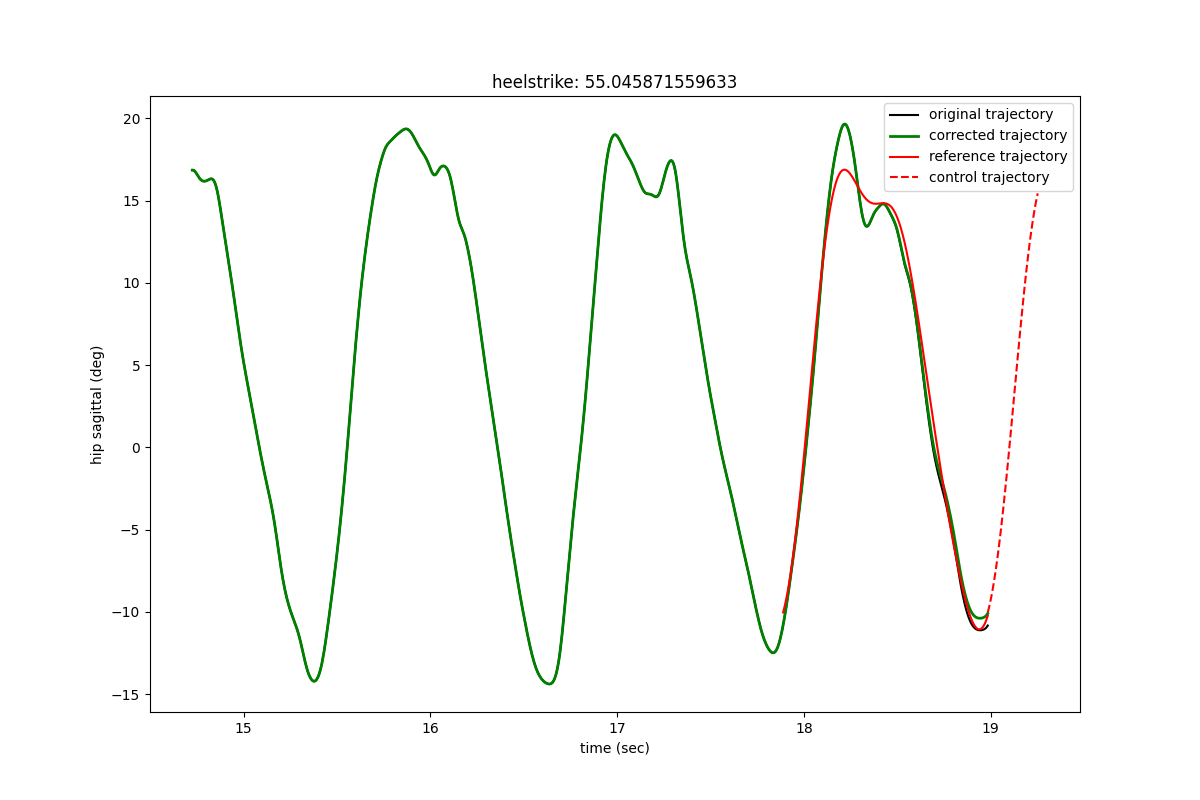 heelstrike: 55.045871559633
original trajectory
corrected trajectory
reference trajectory
control trajectory
hip sagittal (deg)
20
15
10
5
0
−5
−10
−15
15 16 17 18 19
time (sec)